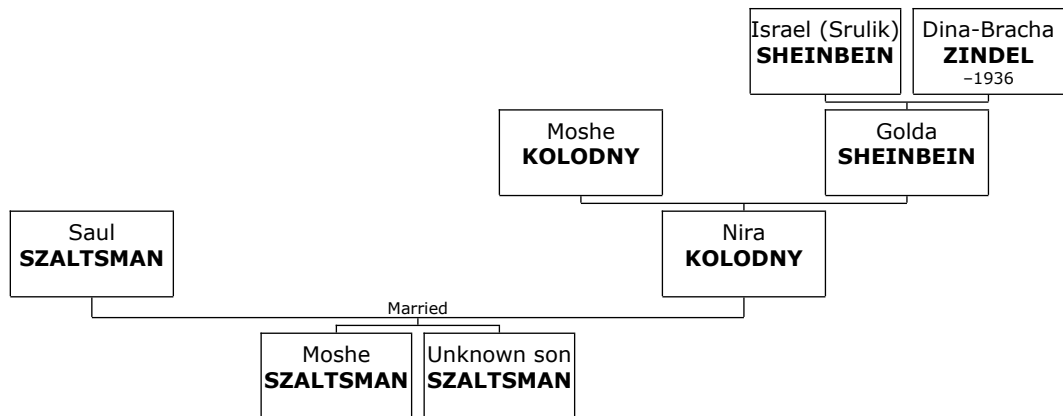 Israel (Srulik)
SHEINBEIN
Dina-Bracha
ZINDEL
–1936
Moshe
KOLODNY
Golda
SHEINBEIN
Saul
SZALTSMAN
Nira
KOLODNY
Married
Moshe
SZALTSMAN
Unknown son
SZALTSMAN